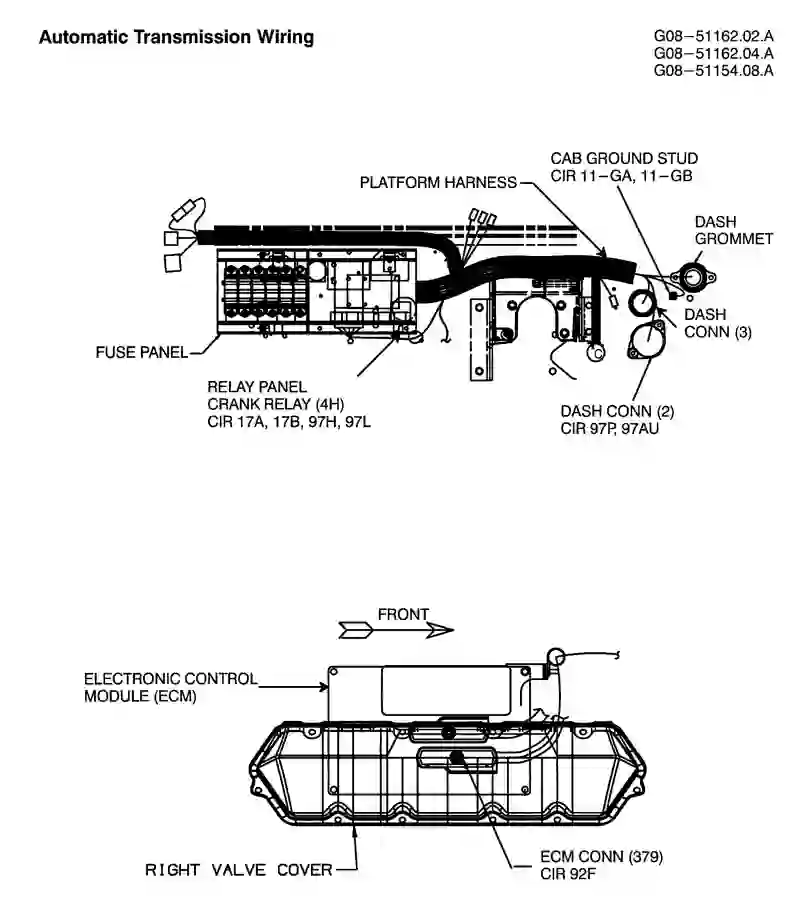 Automatic Transmission Wiring
G08-51162.02.A
G08-51162.04.A
G08-51154.08.A
CAB GROUND STUD
CIR 11-GA, 11-GB
PLATFORM HARNESS
DASH
GROMMET
DASH
CONN (3)
FUSE PANEL
RELAY PANEL
CRANK RELAY (4H)
CIR 17A, 17B, 97H, 97L
DASH CONN (2)
CIR 97P, 97AU
FRONT
ELECTRONIC CONTROL
MODULE (ECM)
ECM CONN (379)
CIR 92F
RIGHT VALVE COVER